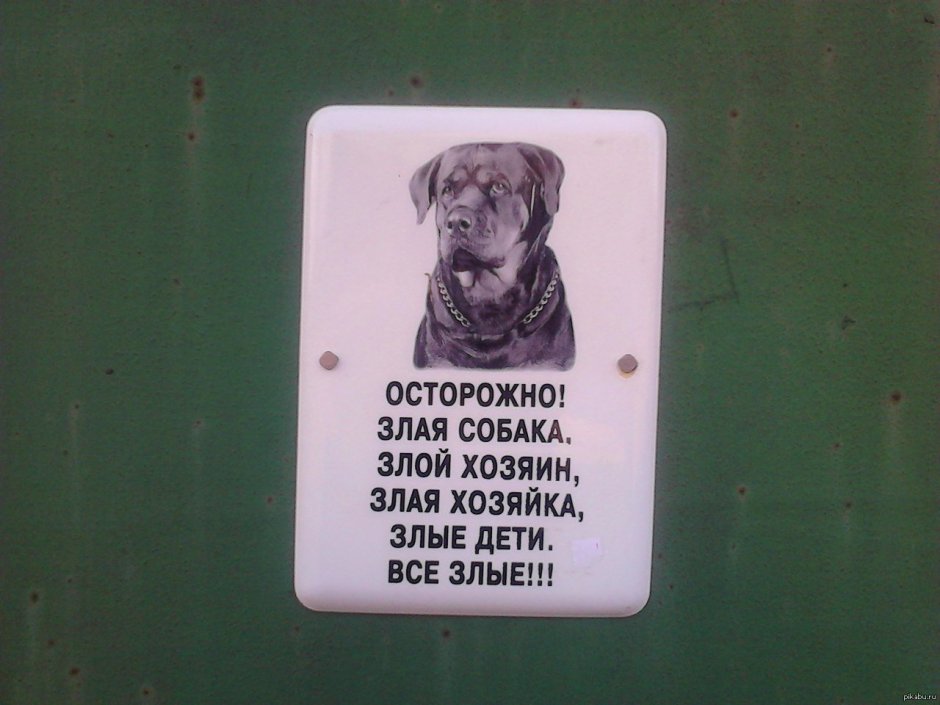 ОСТОРОЖНО!
ЗЛАЯ СОБАКА.
ЗЛОЙ ХОЗЯИН,
ЗЛАЯ ХОЗЯЙКА,
ЗЛЫЕ ДЕТИ.
ВСЕ ЗЛЫЕ!!!
pikabu.ru